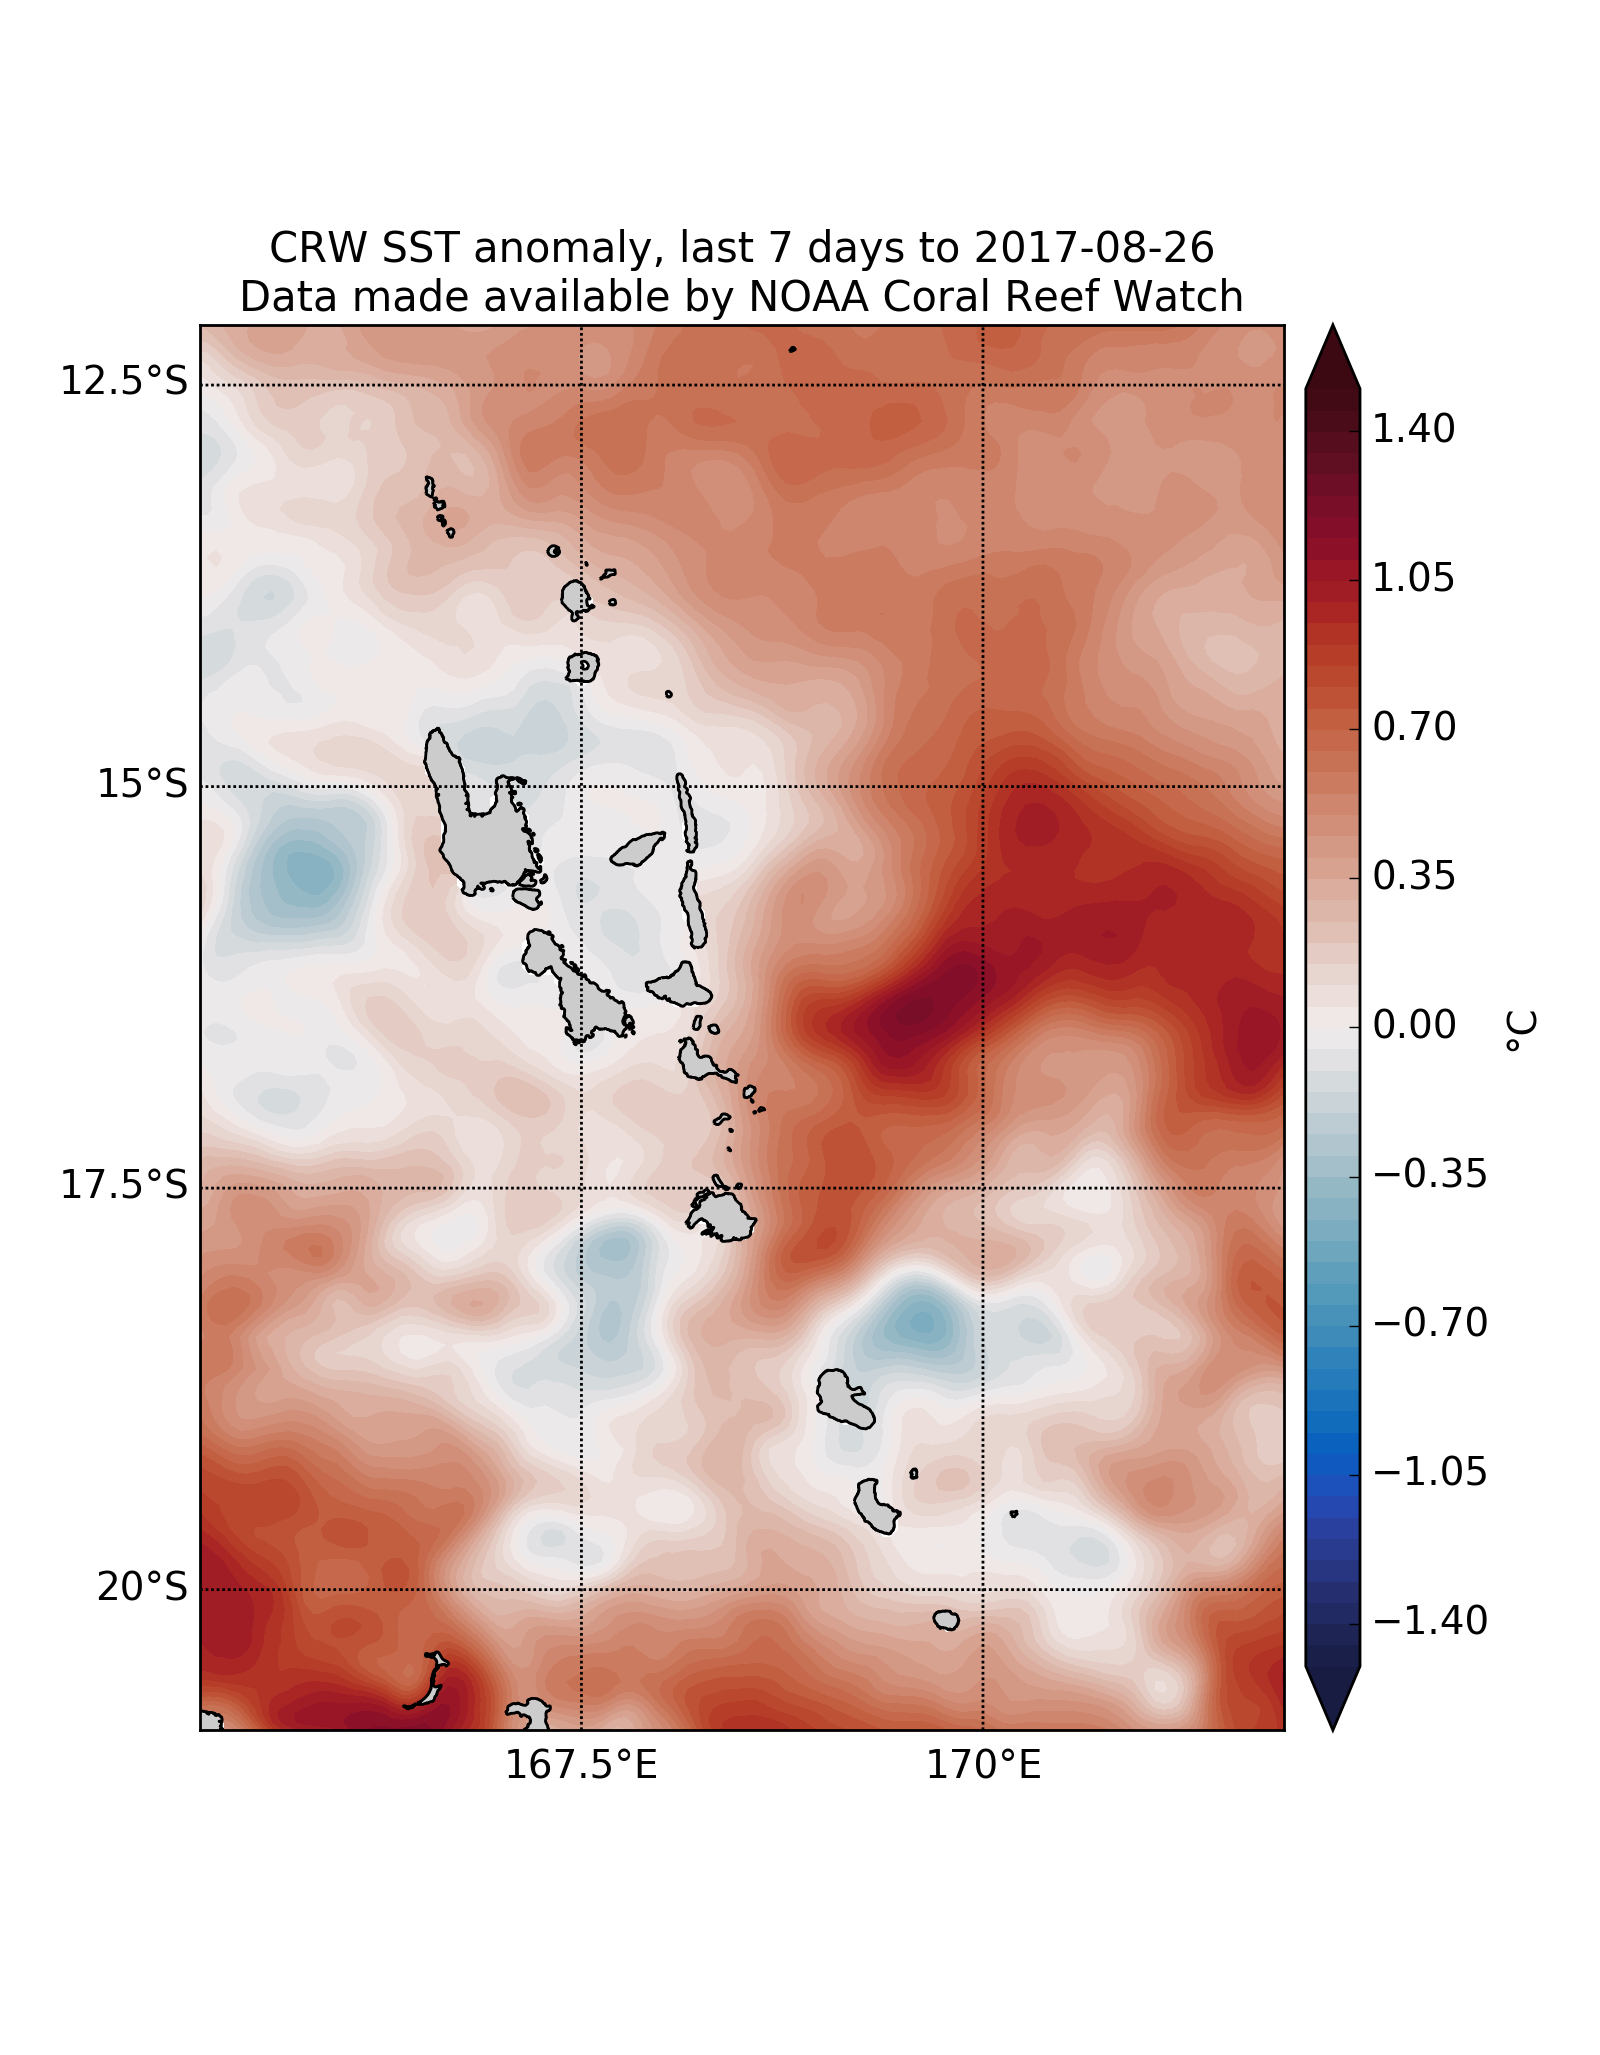 CRW SST anomaly, last 7 days to 2017-08-26
Data made available by NOAA Coral Reef Watch
12.5°S
15°S
17.5°S
20°S
167.5°E
170°E
1.40
1.05
0.70
0.35
0.00
−0.35
−0.70
−1.05
−1.40
°C